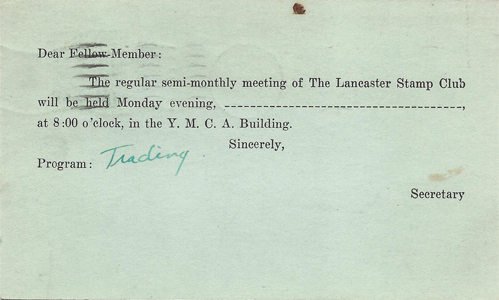 Dear Fellow-Member:
The regular semi-monthly meeting of The Lancaster Stamp Club
will be held Monday evening, ________________________,
at 8:00 o'clock, in the Y. M. C. A. Building.
Sincerely,
Program: Trading
Secretary